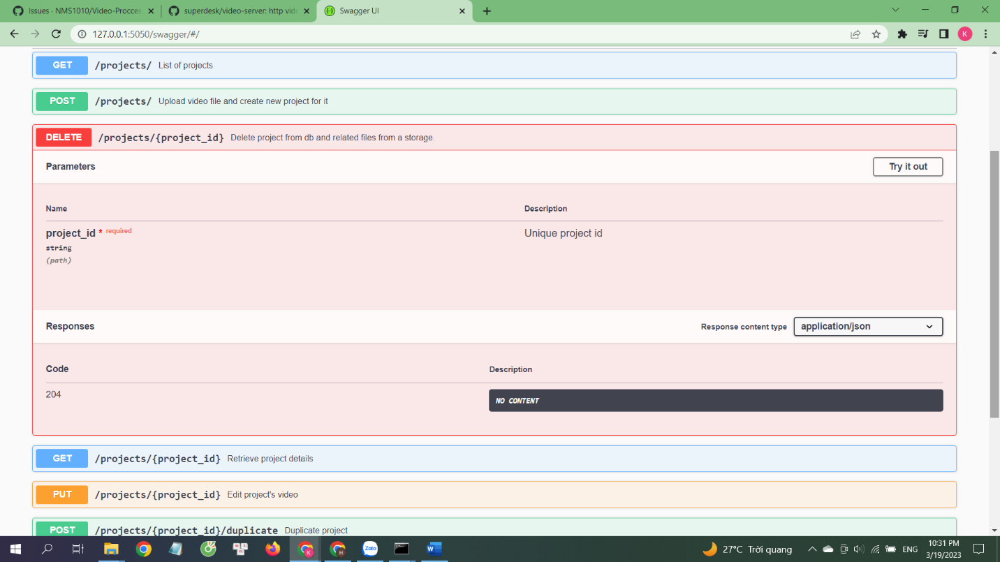 Issues · NMS1010/Video-Procces
superdesk/video-server: http vide
Swagger UI
127.0.0.1:5050/swagger/#/
K
GET /projects/ List of projects
POST /projects/ Upload video file and create new project for it
DELETE /projects/{project_id} Delete project from db and related files from a storage.
Parameters
Try it out
Name Description
project_id * required Unique project id
string
(path)
Responses Response content type application/json
Code Description
204 NO CONTENT
GET /projects/{project_id} Retrieve project details
PUT /projects/{project_id} Edit project's video
POST /projects/{project_id}/duplicate Duplicate project
27°C Trời quang
ENG
10:31 PM
3/19/2023